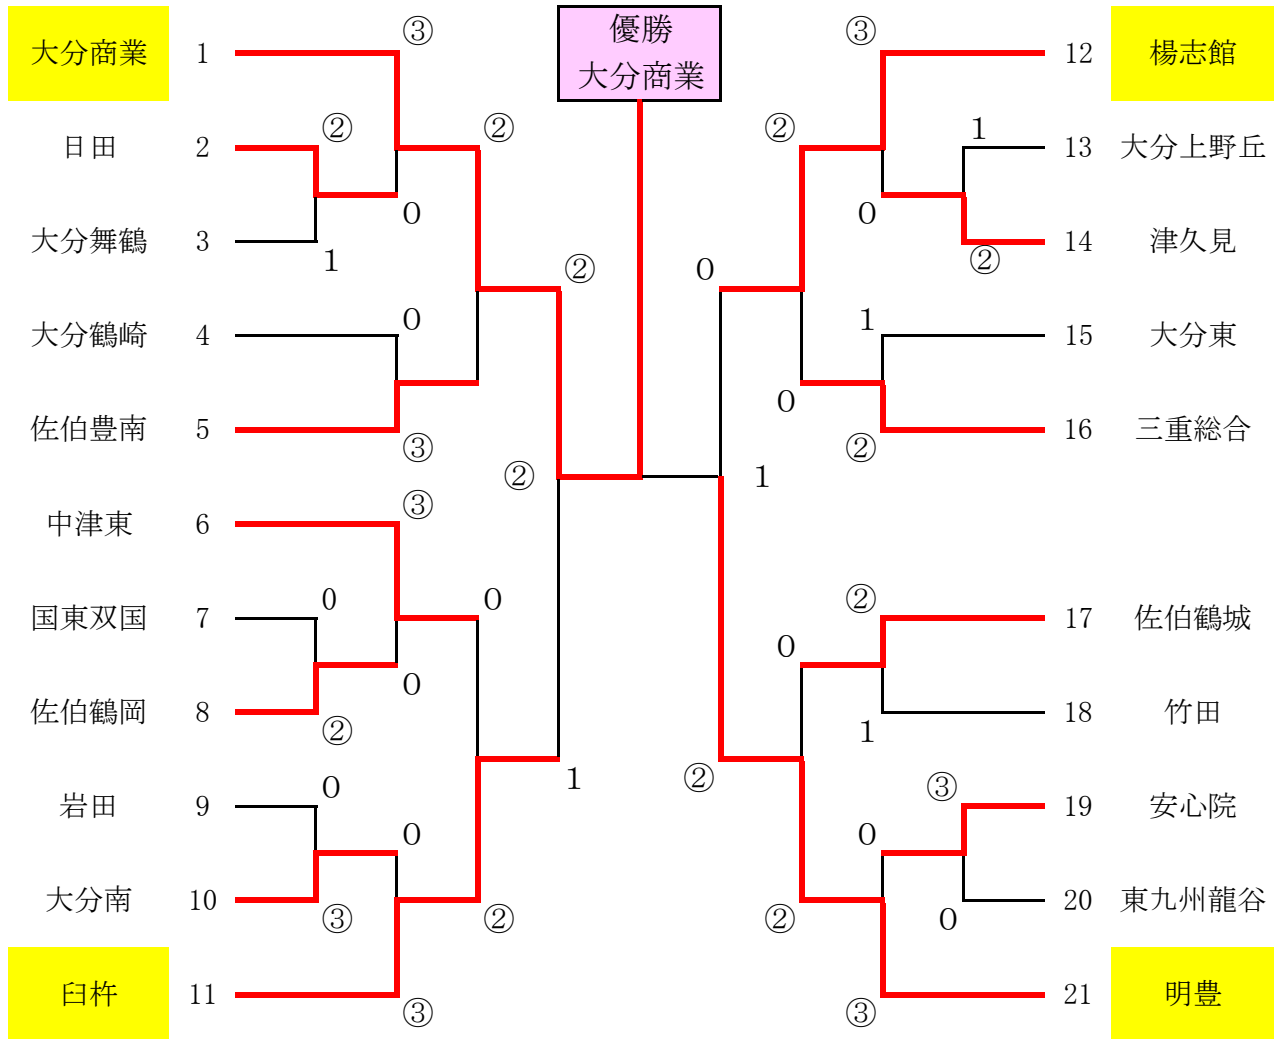 優勝
大分商業
大分商業 1 ③
日田 2 ② ②
0
大分舞鶴 3 1 ②
大分鶴崎 4 0
佐伯豊南 5 ③
②
中津東 6 ③
国東双国 7 0 0
0
佐伯鶴岡 8 ②
1
岩田 9 0 0
大分南 10 ③ ②
臼杵 11 ③
③ 12 楊志館
② 1 13 大分上野丘
0
0 ② 14 津久見
1 15 大分東
0
② 16 三重総合
1
② 17 佐伯鶴城
0
1 18 竹田
②
③ 19 安心院
0
② 0 20 東九州龍谷
③ 21 明豊